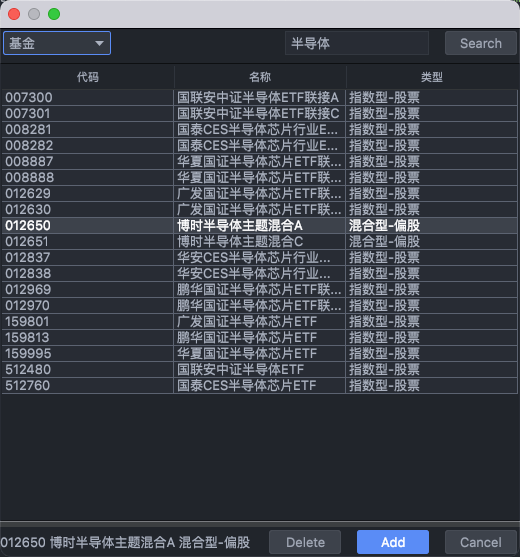 基金 半导体 Search
代码 名称 类型
007300 国联安中证半导体ETF联接A 指数型-股票
007301 国联安中证半导体ETF联接C 指数型-股票
008281 国泰CES半导体芯片行业E... 指数型-股票
008282 国泰CES半导体芯片行业E... 指数型-股票
008887 华夏国证半导体芯片ETF联... 指数型-股票
008888 华夏国证半导体芯片ETF联... 指数型-股票
012629 广发国证半导体芯片ETF联... 指数型-股票
012630 广发国证半导体芯片ETF联... 指数型-股票
012650 博时半导体主题混合A 混合型-偏股
012651 博时半导体主题混合C 混合型-偏股
012837 华安CES半导体芯片行业... 指数型-股票
012838 华安CES半导体芯片行业... 指数型-股票
012969 鹏华国证半导体芯片ETF联... 指数型-股票
012970 鹏华国证半导体芯片ETF联... 指数型-股票
159801 广发国证半导体芯片ETF 指数型-股票
159813 鹏华国证半导体芯片ETF 指数型-股票
159995 华夏国证半导体芯片ETF 指数型-股票
512480 国联安中证半导体ETF 指数型-股票
512760 国泰CES半导体芯片ETF 指数型-股票
012650 博时半导体主题混合A 混合型-偏股 Delete Add Cancel